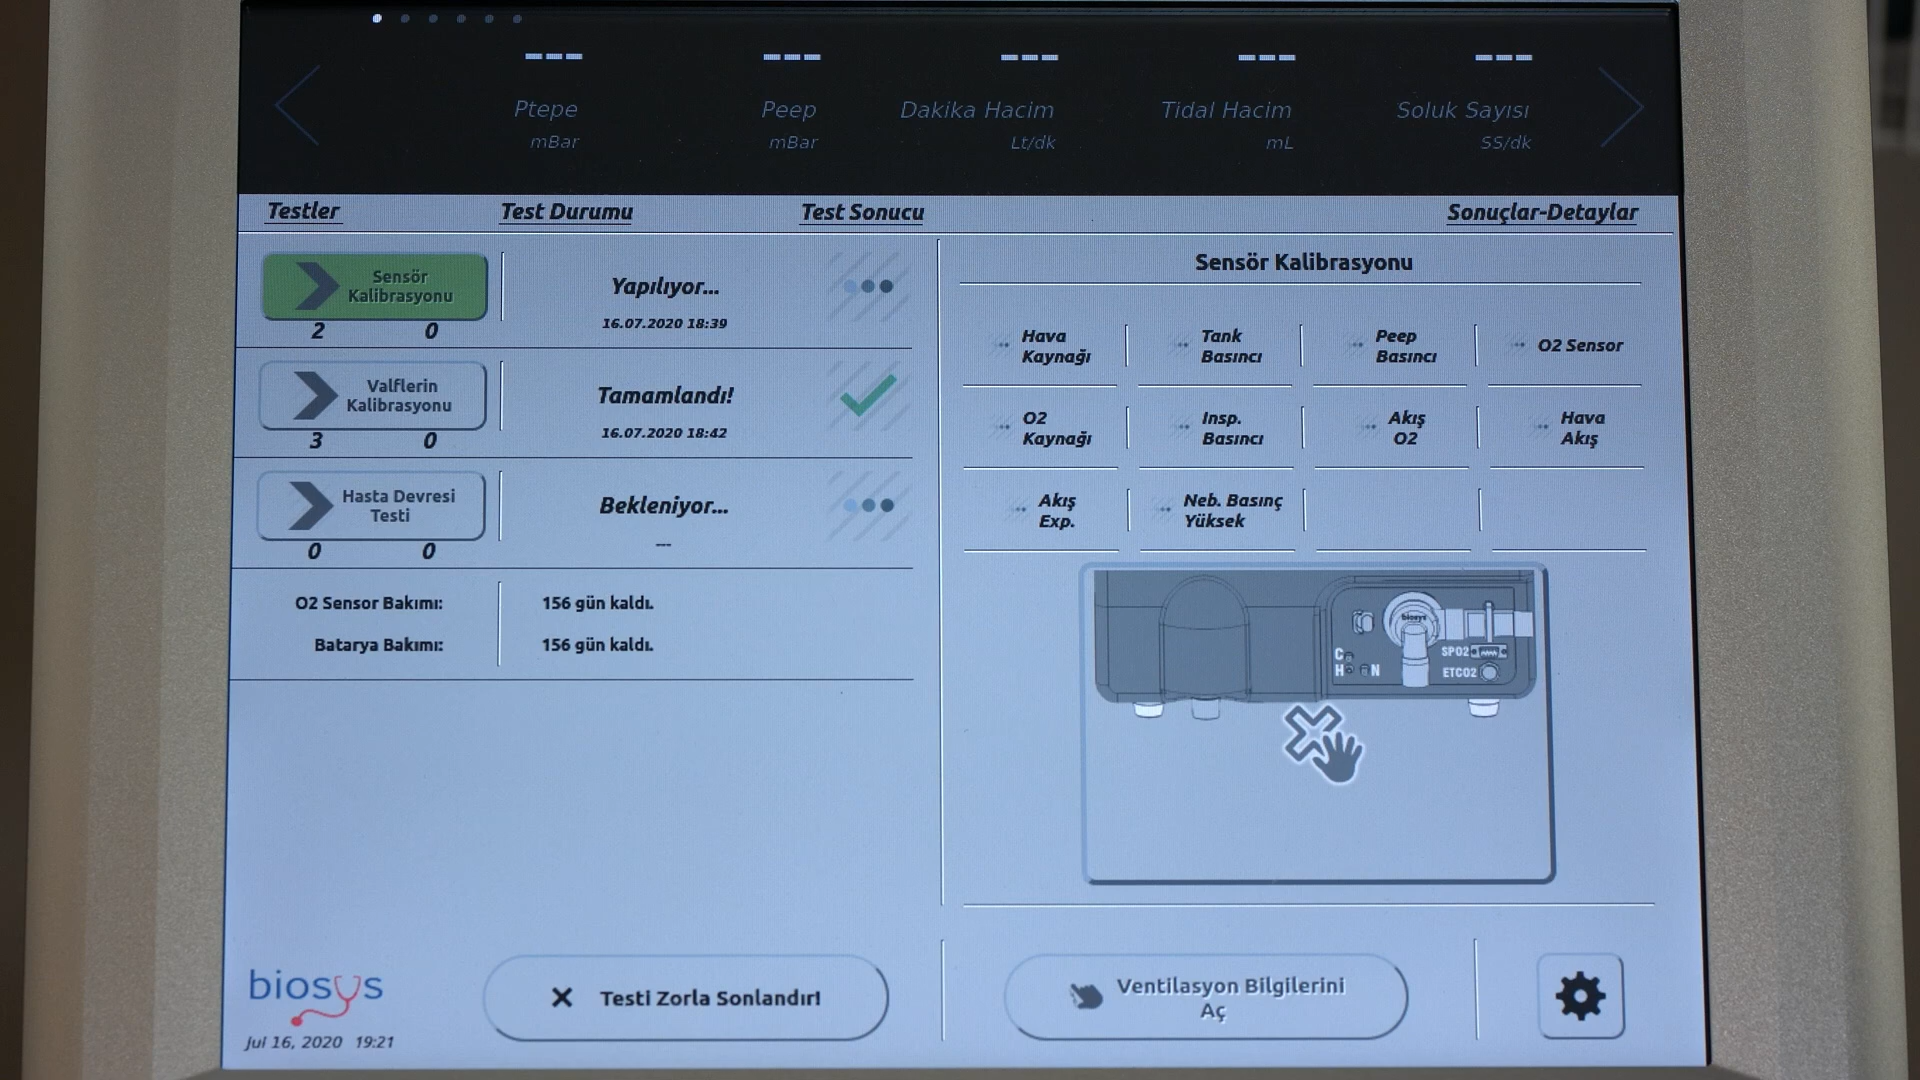 --- --- --- --- ---
Ptepe Peep Dakika Hacim Tidal Hacim Soluk Sayısı
mBar mBar Lt/dk mL SS/dk
Testler Test Durumu Test Sonucu Sonuçlar-Detaylar
Sensör
Kalibrasyonu
2 0
Yapılıyor...
16.07.2020 18:39
Valflerin
Kalibrasyonu
3 0
Tamamlandı!
16.07.2020 18:42
Hasta Devresi
Testi
0 0
Bekleniyor...
---
O2 Sensor Bakımı: 156 gün kaldı.
Batarya Bakımı: 156 gün kaldı.
Sensör Kalibrasyonu
Hava
Kaynağı
Tank
Basıncı
Peep
Basıncı
O2 Sensor
O2
Kaynağı
Insp.
Basıncı
Akış
O2
Hava
Akış
Akış
Exp.
Neb. Basınç
Yüksek
biosys
C
H N
SPO2
ETCO2
biosys
Jul 16, 2020 19:21
Testi Zorla Sonlandır!
Ventilasyon Bilgilerini
Aç